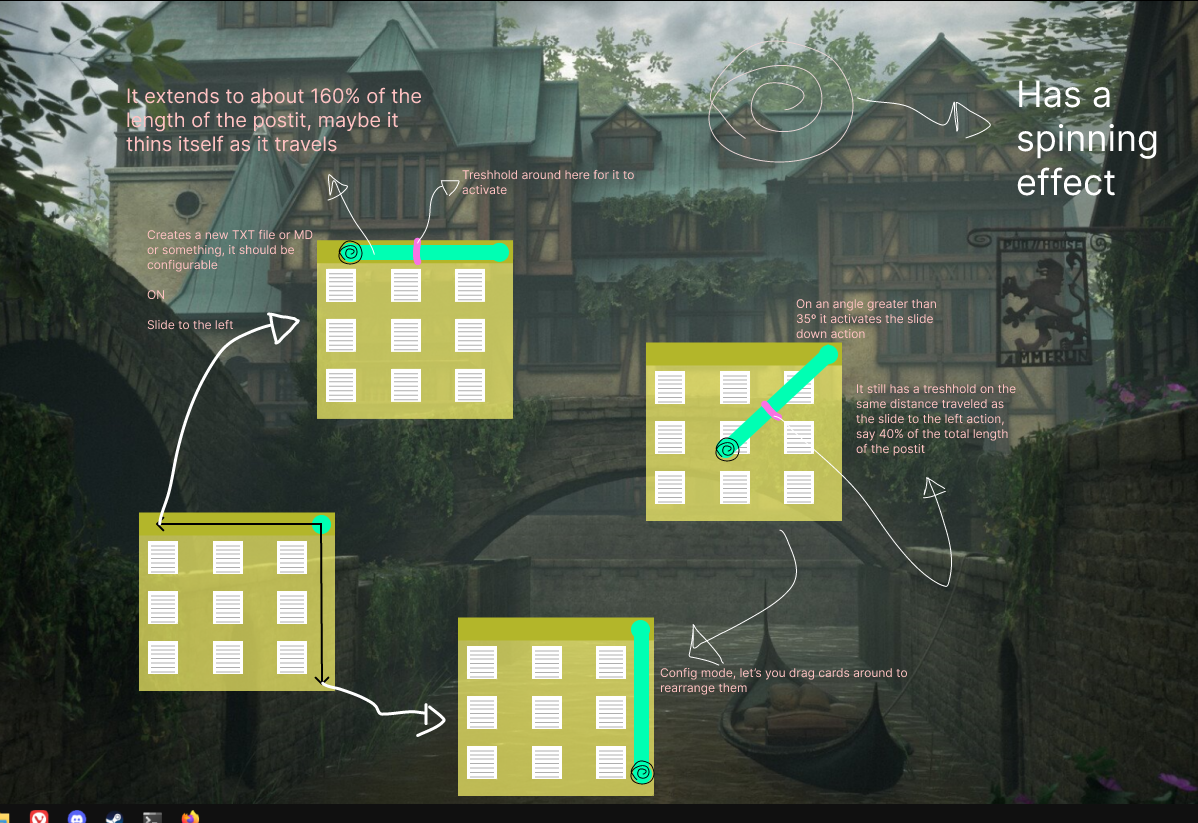 It extends to about 160% of the
length of the postit, maybe it
thins itself as it travels
Has a
spinning
effect
Treshhold around here for it to
activate
Creates a new TXT file or MD
or something, it should be
configurable
ON
Slide to the left
PUB//HOUSE
On an angle greater than
35º it activates the slide
down action
It still has a treshhold on the
same distance traveled as
the slide to the left action,
say 40% of the total length
of the postit
Config mode, let's you drag cards around to
rearrange them